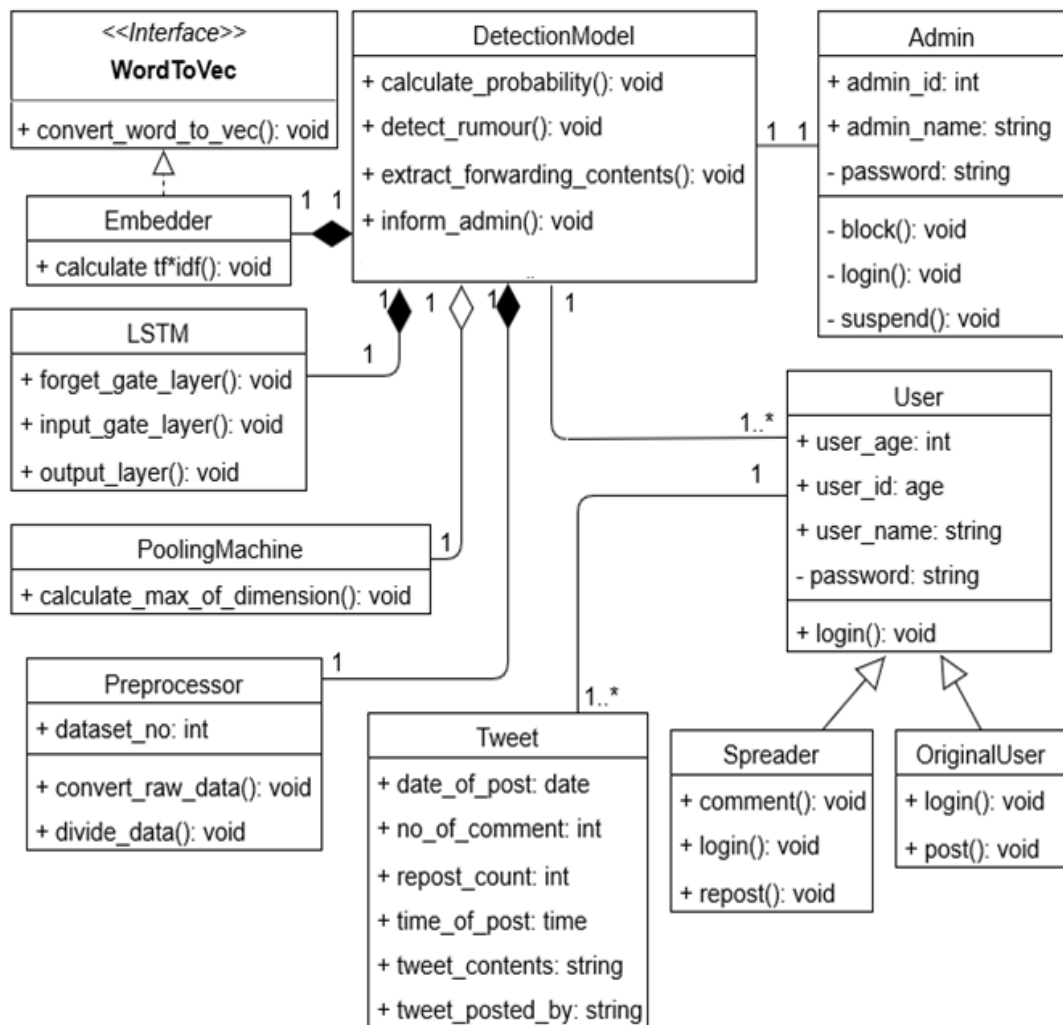 <<Interface>>
WordToVec
+ convert_word_to_vec(): void
DetectionModel
+ calculate_probability(): void
+ detect_rumour(): void
+ extract_forwarding_contents(): void
+ inform_admin(): void
..
Admin
+ admin_id: int
+ admin_name: string
- password: string
- block(): void
- login(): void
- suspend(): void
1 1
1 1
Embedder
+ calculate tf*idf(): void
1 1 1 1
LSTM
+ forget_gate_layer(): void
+ input_gate_layer(): void
+ output_layer(): void
1
User
+ user_age: int
+ user_id: age
+ user_name: string
- password: string
+ login(): void
1..*
1
PoolingMachine
+ calculate_max_of_dimension(): void
1
Preprocessor
+ dataset_no: int
+ convert_raw_data(): void
+ divide_data(): void
1
1..*
Tweet
+ date_of_post: date
+ no_of_comment: int
+ repost_count: int
+ time_of_post: time
+ tweet_contents: string
+ tweet_posted_by: string
Spreader
+ comment(): void
+ login(): void
+ repost(): void
OriginalUser
+ login(): void
+ post(): void